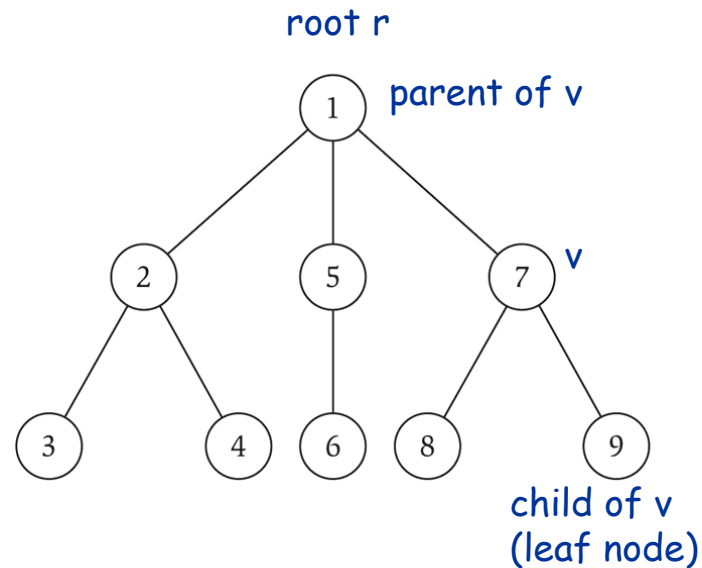 root r
1 parent of v
2 5 7 v
3 4 6 8 9
child of v
(leaf node)